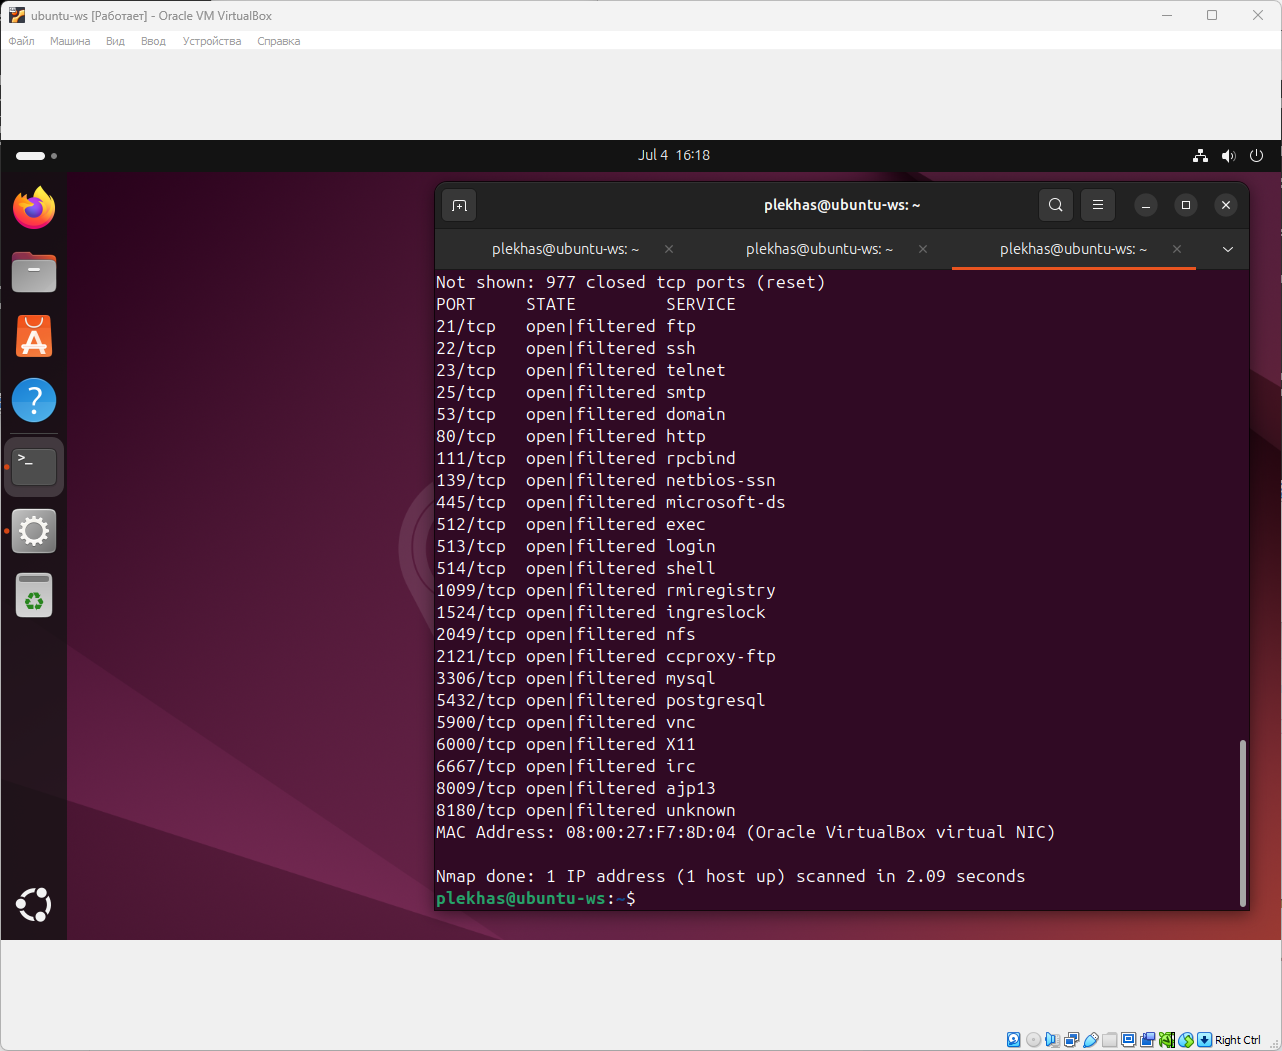 ubuntu-ws [Работает] - Oracle VM VirtualBox
Файл Машина Вид Ввод Устройства Справка
Jul 4 16:18
plekhas@ubuntu-ws: ~
plekhas@ubuntu-ws: ~ plekhas@ubuntu-ws: ~ plekhas@ubuntu-ws: ~
Not shown: 977 closed tcp ports (reset)
PORT STATE SERVICE
21/tcp open|filtered ftp
22/tcp open|filtered ssh
23/tcp open|filtered telnet
25/tcp open|filtered smtp
53/tcp open|filtered domain
80/tcp open|filtered http
111/tcp open|filtered rpcbind
139/tcp open|filtered netbios-ssn
445/tcp open|filtered microsoft-ds
512/tcp open|filtered exec
513/tcp open|filtered login
514/tcp open|filtered shell
1099/tcp open|filtered rmiregistry
1524/tcp open|filtered ingreslock
2049/tcp open|filtered nfs
2121/tcp open|filtered ccproxy-ftp
3306/tcp open|filtered mysql
5432/tcp open|filtered postgresql
5900/tcp open|filtered vnc
6000/tcp open|filtered X11
6667/tcp open|filtered irc
8009/tcp open|filtered ajp13
8180/tcp open|filtered unknown
MAC Address: 08:00:27:F7:8D:04 (Oracle VirtualBox virtual NIC)
Nmap done: 1 IP address (1 host up) scanned in 2.09 seconds
plekhas@ubuntu-ws:~$
Right Ctrl